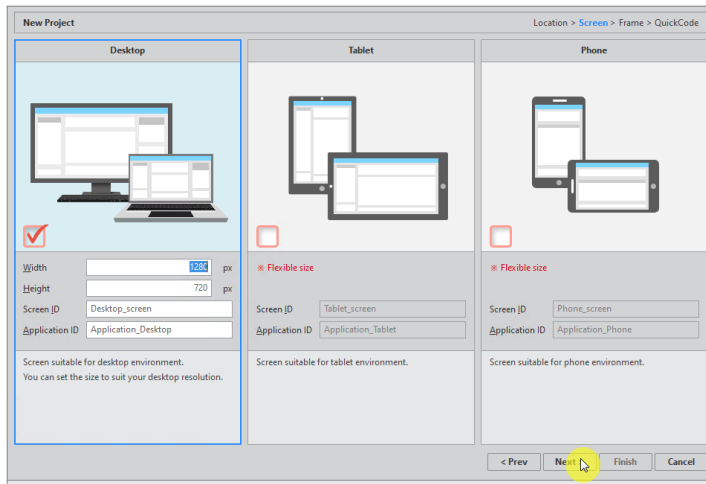 New Project
Location > Screen > Frame > QuickCode
Desktop
Tablet
Phone
Width 1280 px
Height 720 px
Screen ID Desktop_screen
Application ID Application_Desktop
※ Flexible size
Screen ID Tablet_screen
Application ID Application_Tablet
※ Flexible size
Screen ID Phone_screen
Application ID Application_Phone
Screen suitable for desktop environment.
You can set the size to suit your desktop resolution.
Screen suitable for tablet environment.
Screen suitable for phone environment.
< Prev
Next
Finish
Cancel